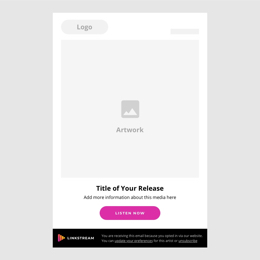 Logo
Artwork
Title of Your Release
Add more information about this media here
LISTEN NOW
LINKSTREAM
You are receiving this email because you opted in via our website.
You can update your preferences for this artist or unsubscribe